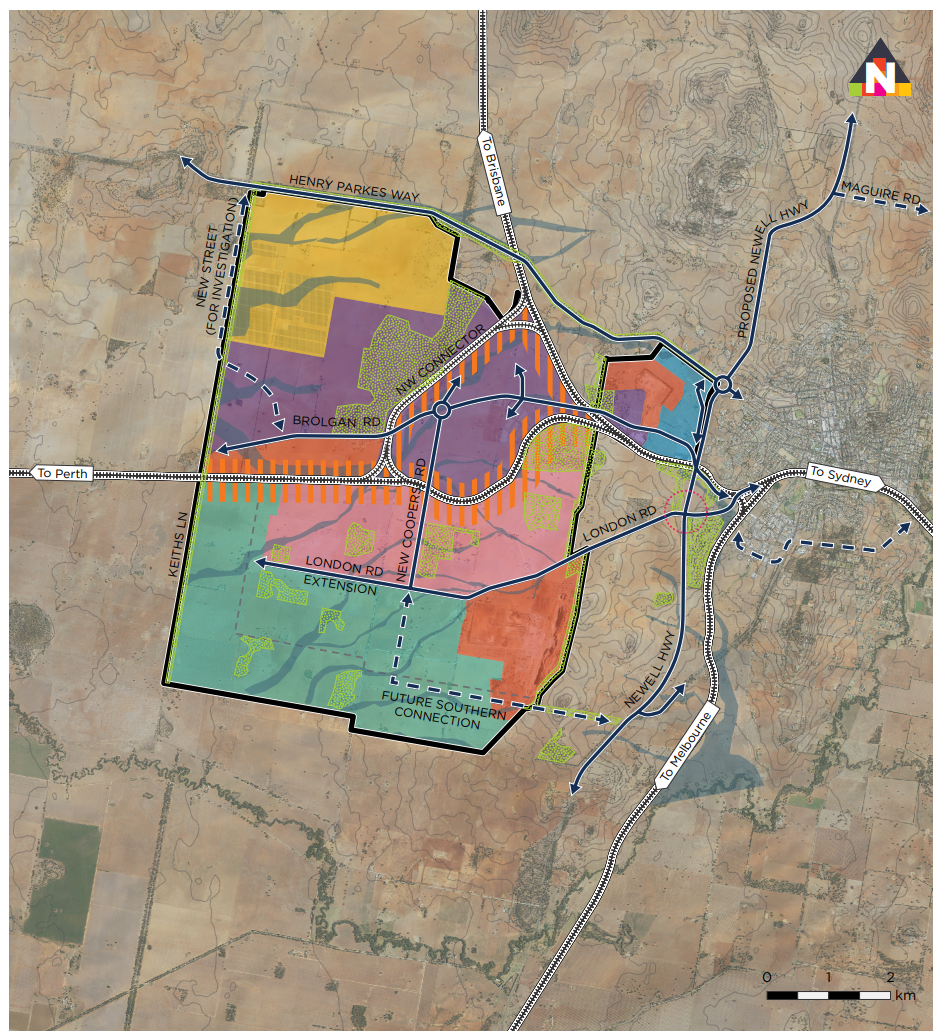 N
To Brisbane
MAGUIRE RD
HENRY PARKES WAY
PROPOSED NEWELL HWY
NEW STREET
(FOR INVESTIGATION)
NW CONNECTOR
BROLGAN RD
To Perth
To Sydney
NEW COOPERS RD
LONDON RD
KEITHS LN
LONDON RD
EXTENSION
NEWELL HWY
FUTURE SOUTHERN
CONNECTION
To Melbourne
0 1 2
km